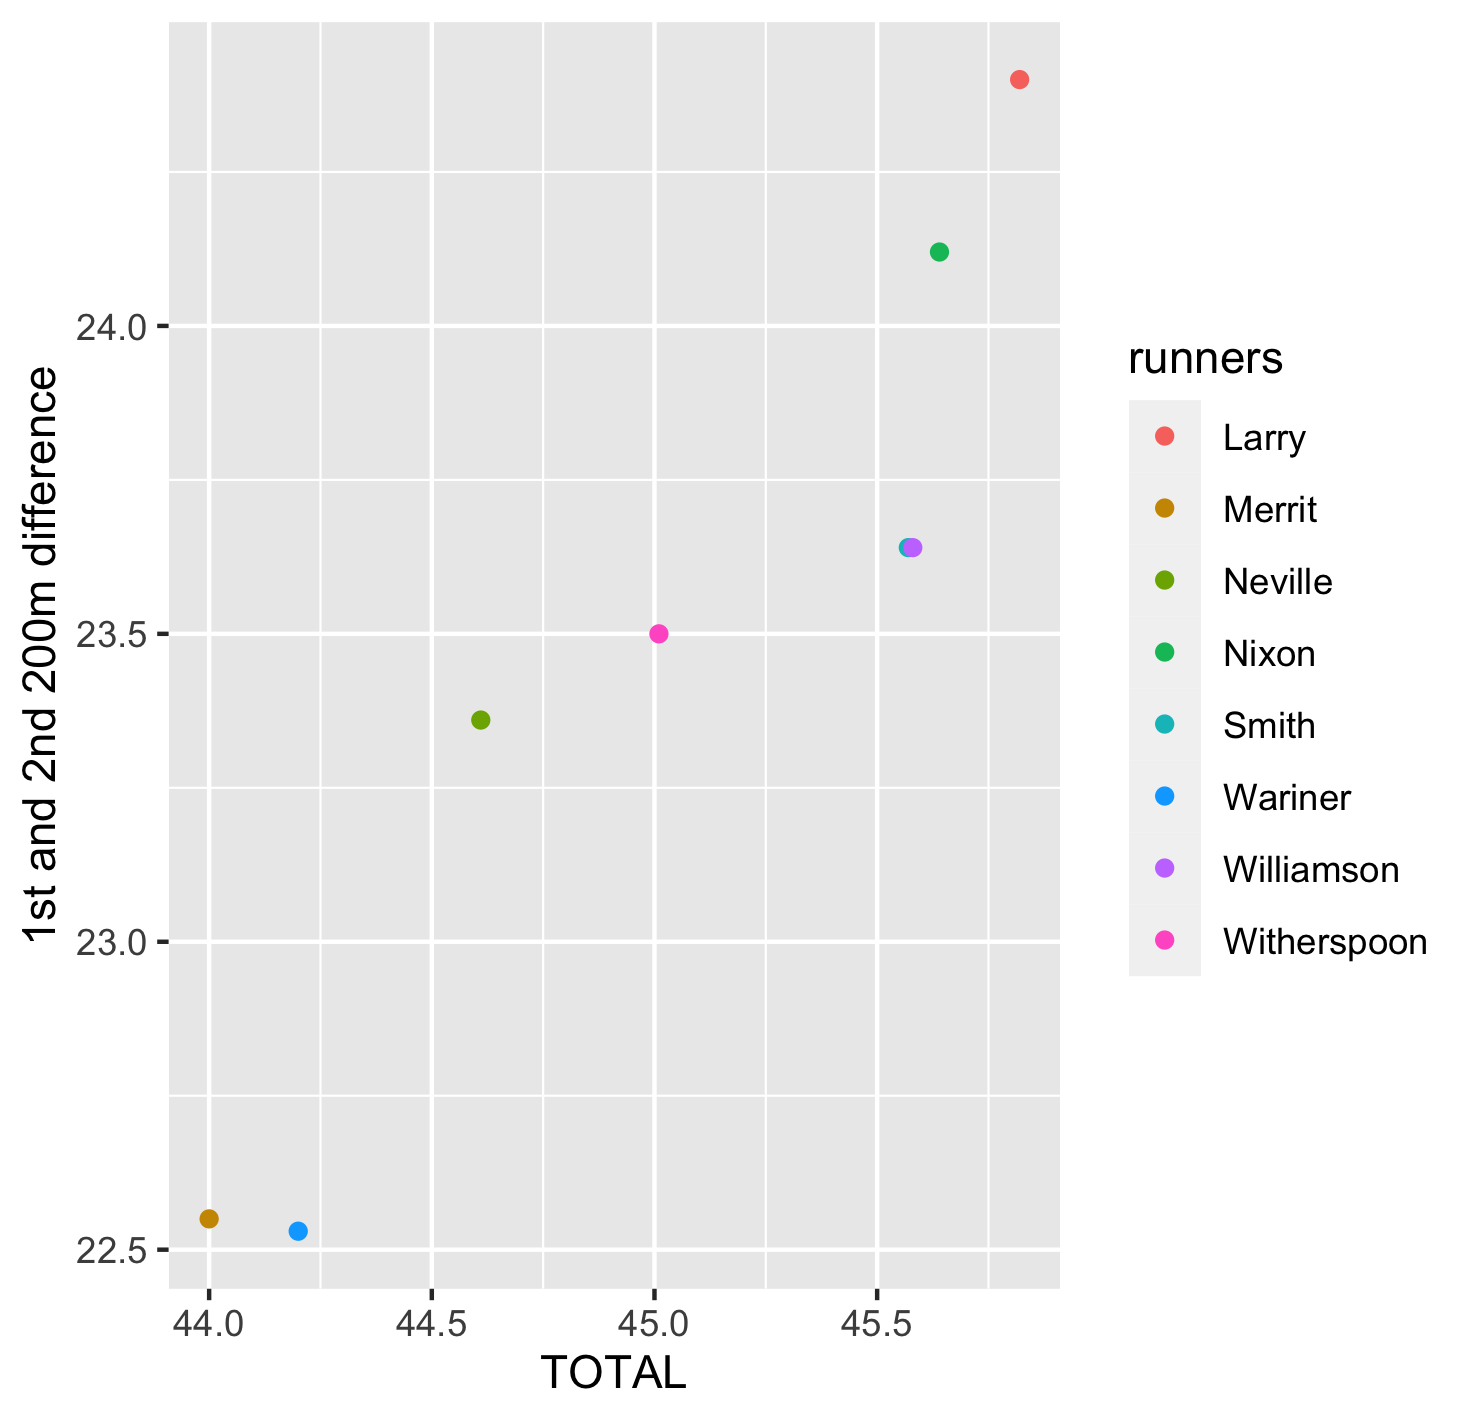 1st and 2nd 200m difference
24.0
23.5
23.0
22.5
44.0 44.5 45.0 45.5
TOTAL
runners
Larry
Merrit
Neville
Nixon
Smith
Wariner
Williamson
Witherspoon